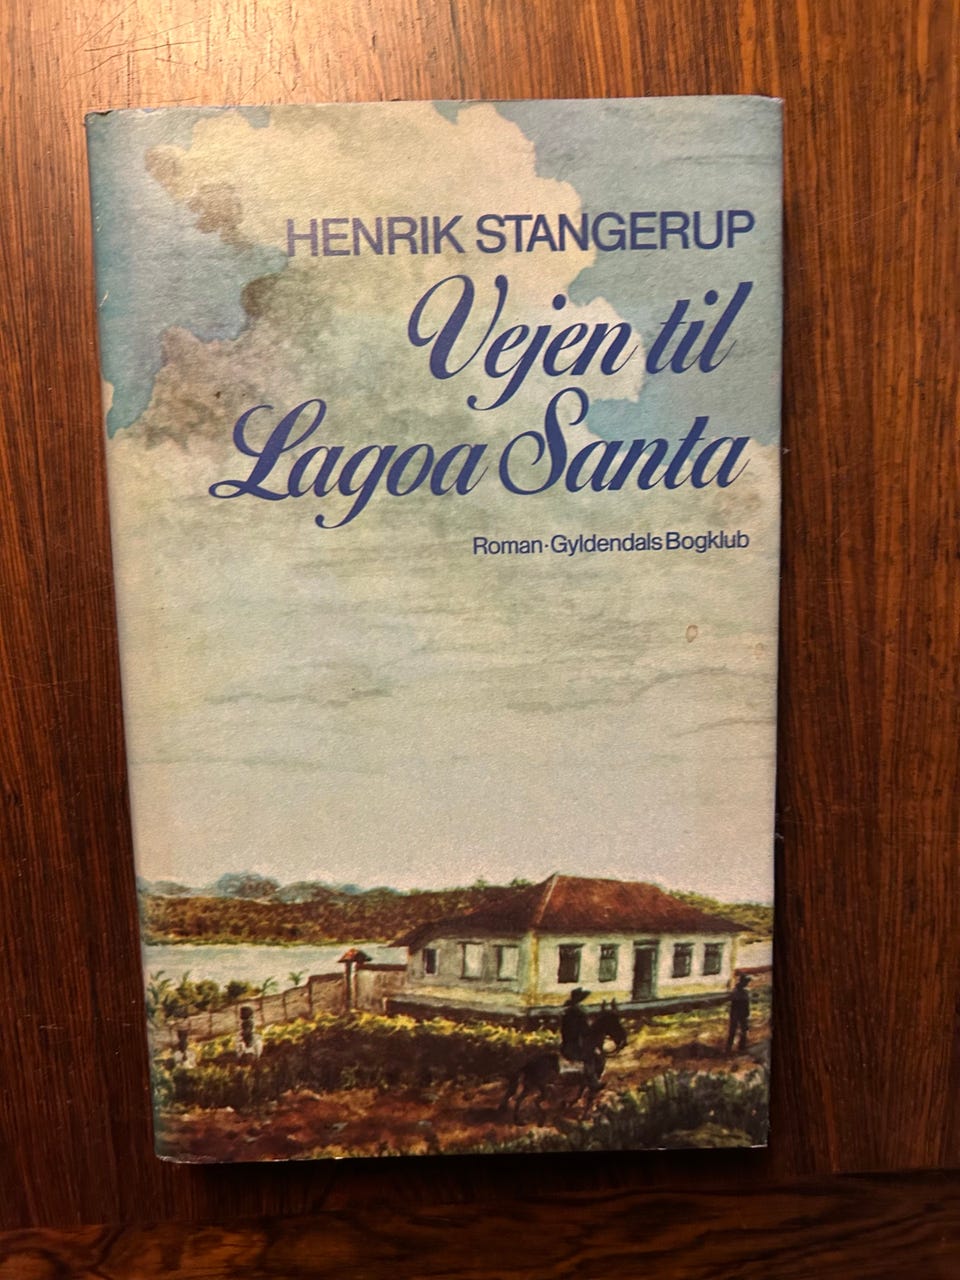 HENRIK STANGERUP
Vejen til
Lagoa Santa
Roman·Gyldendals Bogklub